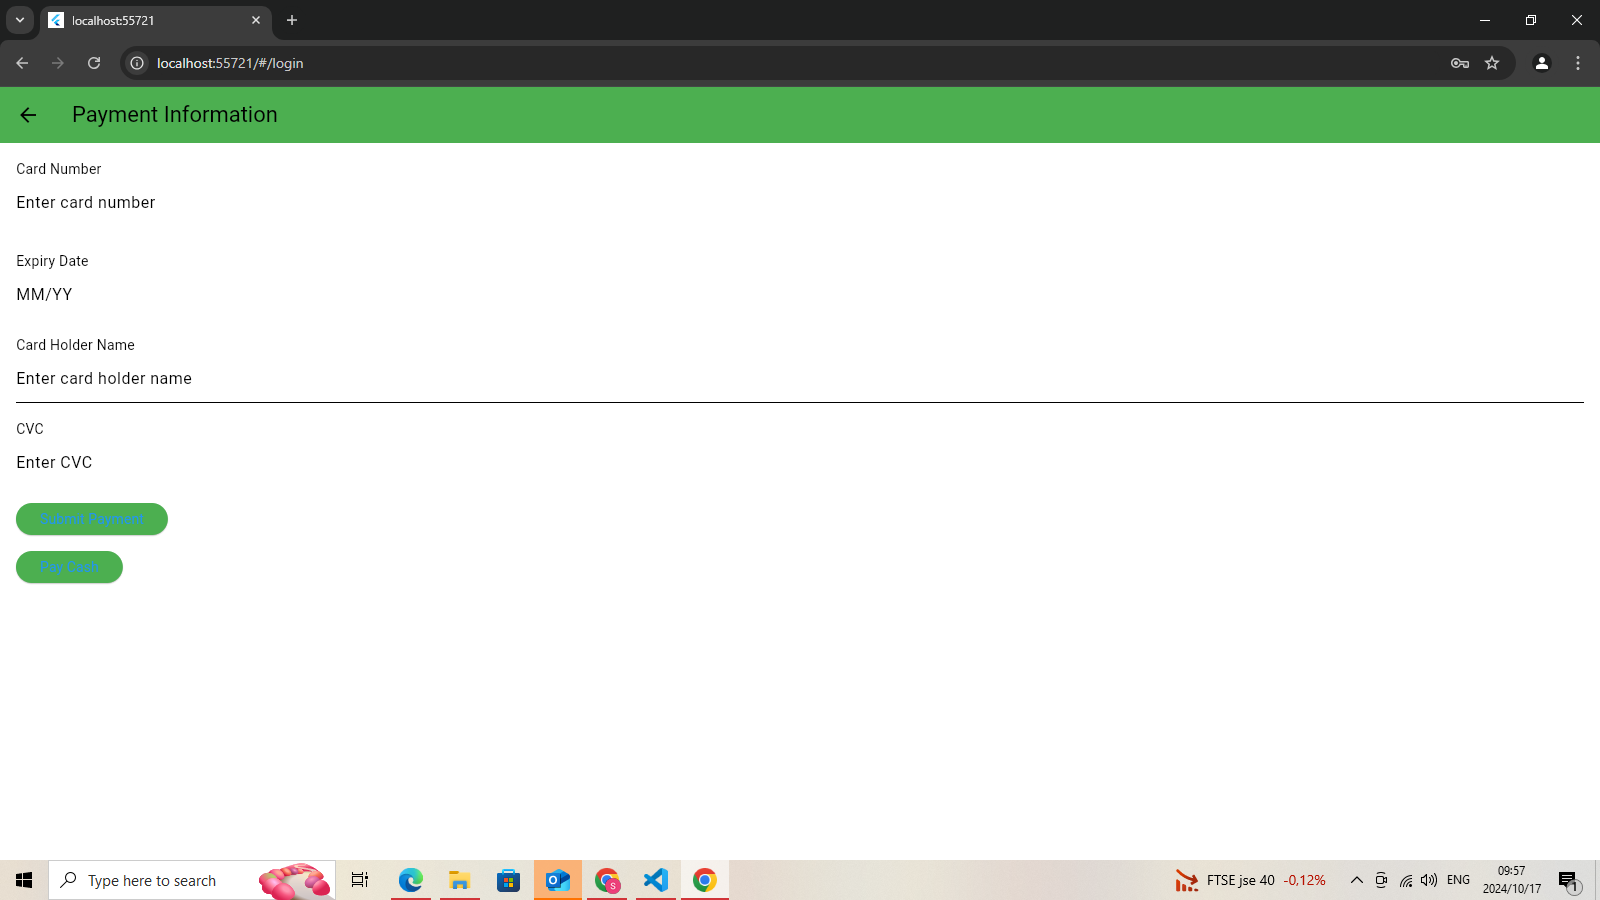 localhost:55721
localhost:55721/#/login
Payment Information
Card Number
Enter card number
Expiry Date
MM/YY
Card Holder Name
Enter card holder name
CVC
Enter CVC
Submit Payment
Pay Cash
Type here to search
S
FTSE jse 40 -0,12%
ENG
09:57
2024/10/17
1